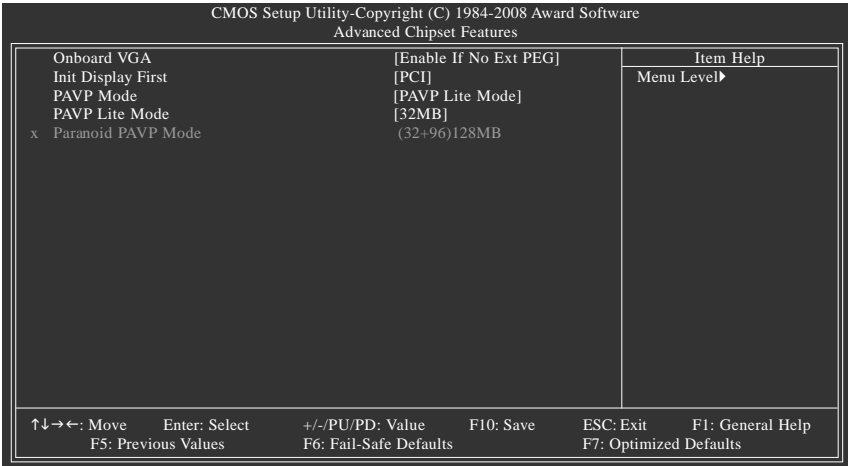 CMOS Setup Utility-Copyright (C) 1984-2008 Award Software
Advanced Chipset Features
Onboard VGA [Enable If No Ext PEG] Item Help
Init Display First [PCI] Menu Level▶
PAVP Mode [PAVP Lite Mode]
PAVP Lite Mode [32MB]
x Paranoid PAVP Mode (32+96)128MB
↑↓→←: Move Enter: Select +/-/PU/PD: Value F10: Save ESC: Exit F1: General Help
F5: Previous Values F6: Fail-Safe Defaults F7: Optimized Defaults